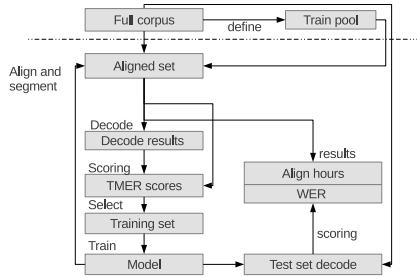 Full corpus
define
Train pool
Align and
segment
Aligned set
Decode
Decode results
Scoring
TMER scores
Select
Training set
Train
Model
results
Align hours
WER
scoring
Test set decode